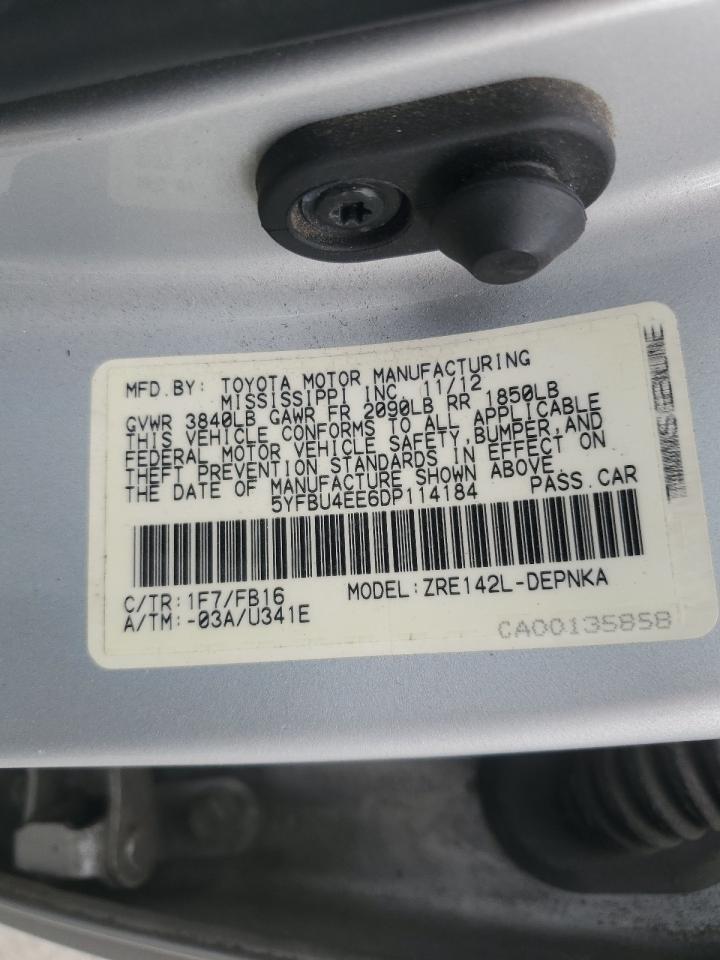 MFD.BY: TOYOTA MOTOR MANUFACTURING
MISSISSIPPI INC. 11/12
GVWR 3840LB GAWR FR 2090LB RR 1850LB
THIS VEHICLE CONFORMS TO ALL APPLICABLE
FEDERAL MOTOR VEHICLE SAFETY,BUMPER,AND
THEFT PREVENTION STANDARDS IN EFFECT ON
THE DATE OF MANUFACTURE SHOWN ABOVE.
5YFBU4EE6DP114184 PASS.CAR
C/TR:1F7/FB16 MODEL:ZRE142L-DEPNKA
A/TM:-03A/U341E
CA00135858